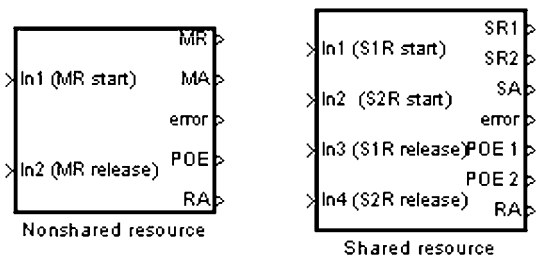 MR
In1 (MR start)
MA
error
In2 (MR release)
POE
RA
Nonshared resource
SR1
In1 (S1R start)
SR2
In2 (S2R start)
SA
error
In3 (S1R release)
POE 1
POE 2
In4 (S2R release)
RA
Shared resource